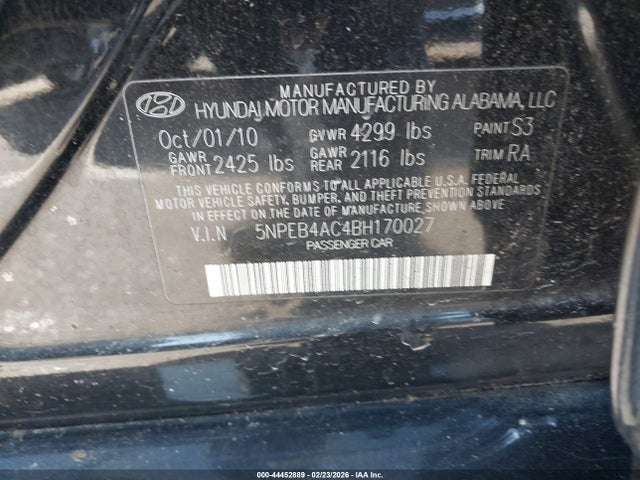 MANUFACTURED BY
HYUNDAI MOTOR MANUFACTURING ALABAMA, LLC
Oct/01/10 GVWR 4299 lbs PAINT S3
GAWR FRONT 2425 lbs GAWR REAR 2116 lbs TRIM RA
THIS VEHICLE CONFORMS TO ALL APPLICABLE U.S.A. FEDERAL
MOTOR VEHICLE SAFETY, BUMPER, AND THEFT PREVENTION STANDARDS
IN EFFECT ON THE DATE OF MANUFACTURE SHOWN ABOVE.
V.I.N 5NPEB4AC4BH170027
PASSENGER CAR
000-44452889 - 02/23/2026 - IAA Inc.